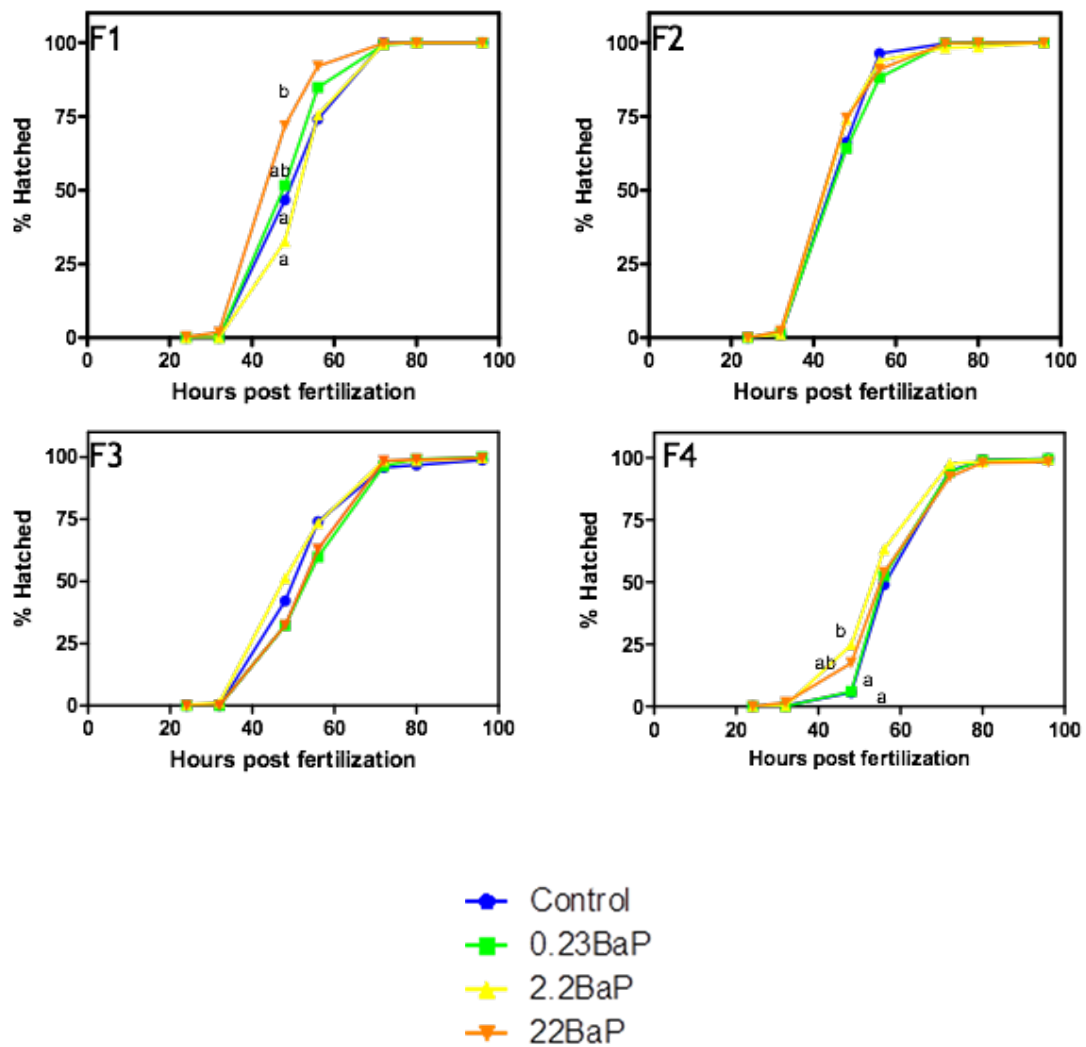 F1
100
75
50
25
0
% Hatched
b
ab
a
a
0 20 40 60 80 100
Hours post fertilization
F2
100
75
50
25
0
% Hatched
0 20 40 60 80 100
Hours post fertilization
F3
100
75
50
25
0
% Hatched
0 20 40 60 80 100
Hours post fertilization
F4
100
75
50
25
0
% Hatched
b
ab
a
a
0 20 40 60 80 100
Hours post fertilization
Control
0.23BaP
2.2BaP
22BaP